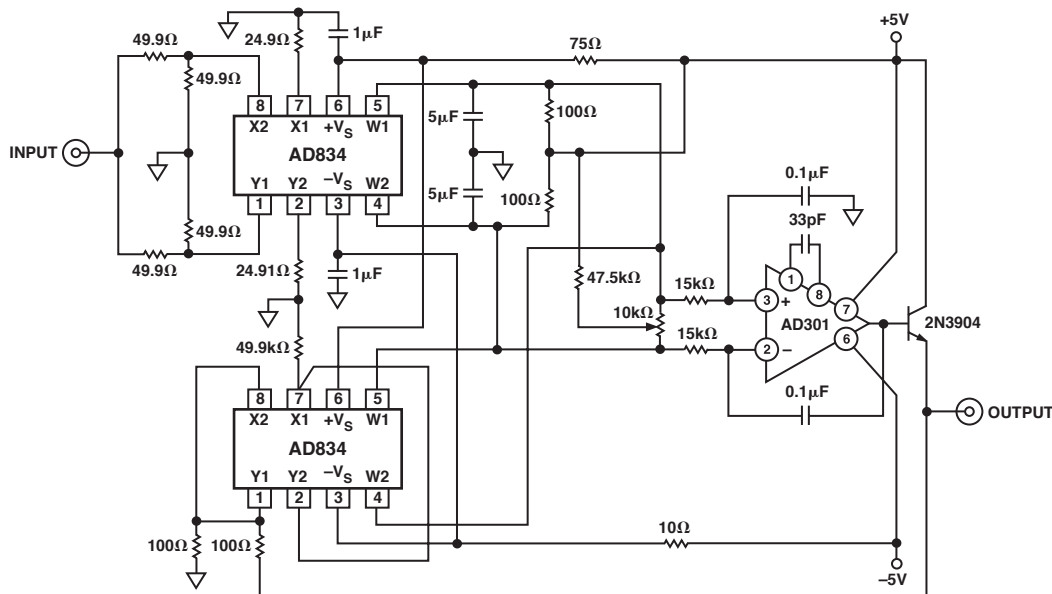 +5V
49.9Ω
24.9Ω
1μF
75Ω
49.9Ω
8 7 6 5
X2 X1 +VS W1
5μF
100Ω
INPUT
AD834
0.1μF
Y1 Y2 –VS W2
5μF
100Ω
1 2 3 4
33pF
49.9Ω
49.9Ω
24.91Ω
1μF
47.5kΩ
15kΩ
1
8
3 +
7
10kΩ
AD301
2N3904
15kΩ
2 –
6
49.9kΩ
8 7 6 5
X2 X1 +VS W1
0.1μF
OUTPUT
AD834
Y1 Y2 –VS W2
1 2 3 4
10Ω
100Ω
100Ω
–5V